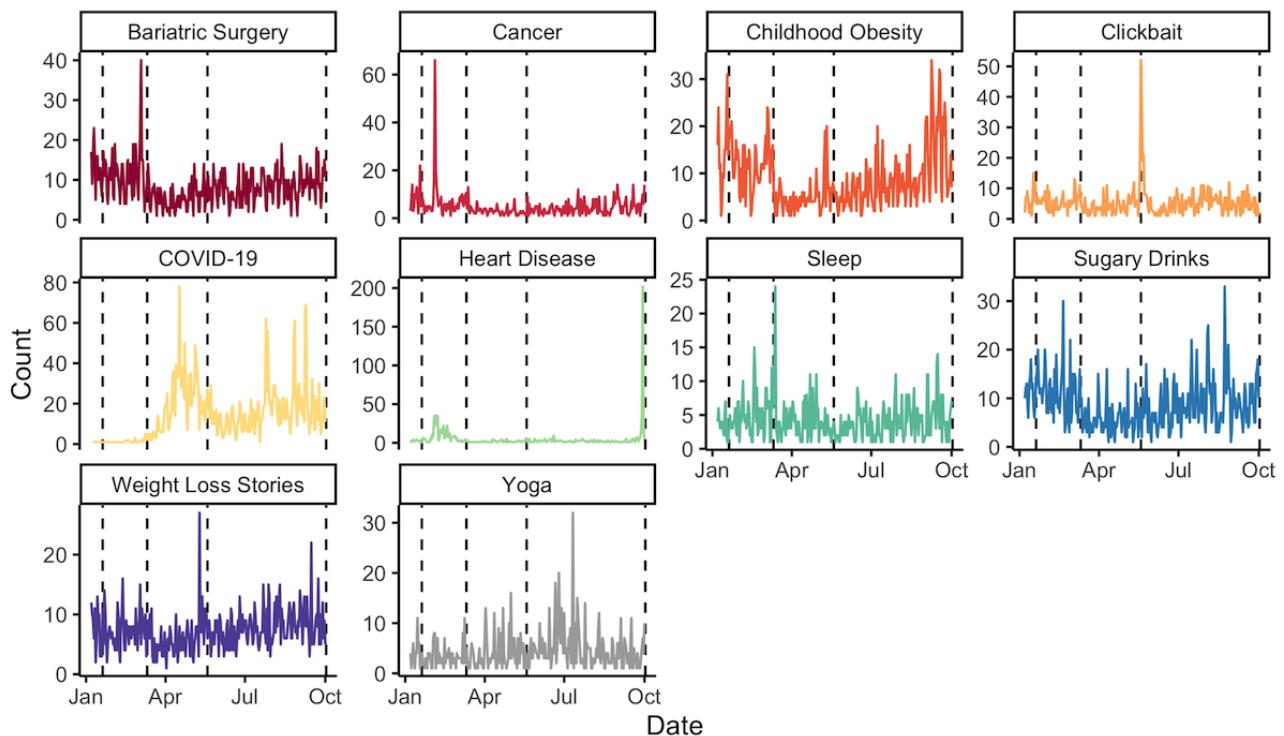 Bariatric Surgery
Cancer
Childhood Obesity
Clickbait
40
30
20
10
0
60
40
20
0
30
20
10
0
50
40
30
20
10
0
COVID-19
Heart Disease
Sleep
Sugary Drinks
80
60
40
20
0
200
150
100
50
0
25
20
15
10
5
0
30
20
10
0
Jan Apr Jul Oct
Jan Apr Jul Oct
Count
Weight Loss Stories
Yoga
20
10
0
30
20
10
0
Jan Apr Jul Oct
Jan Apr Jul Oct
Date